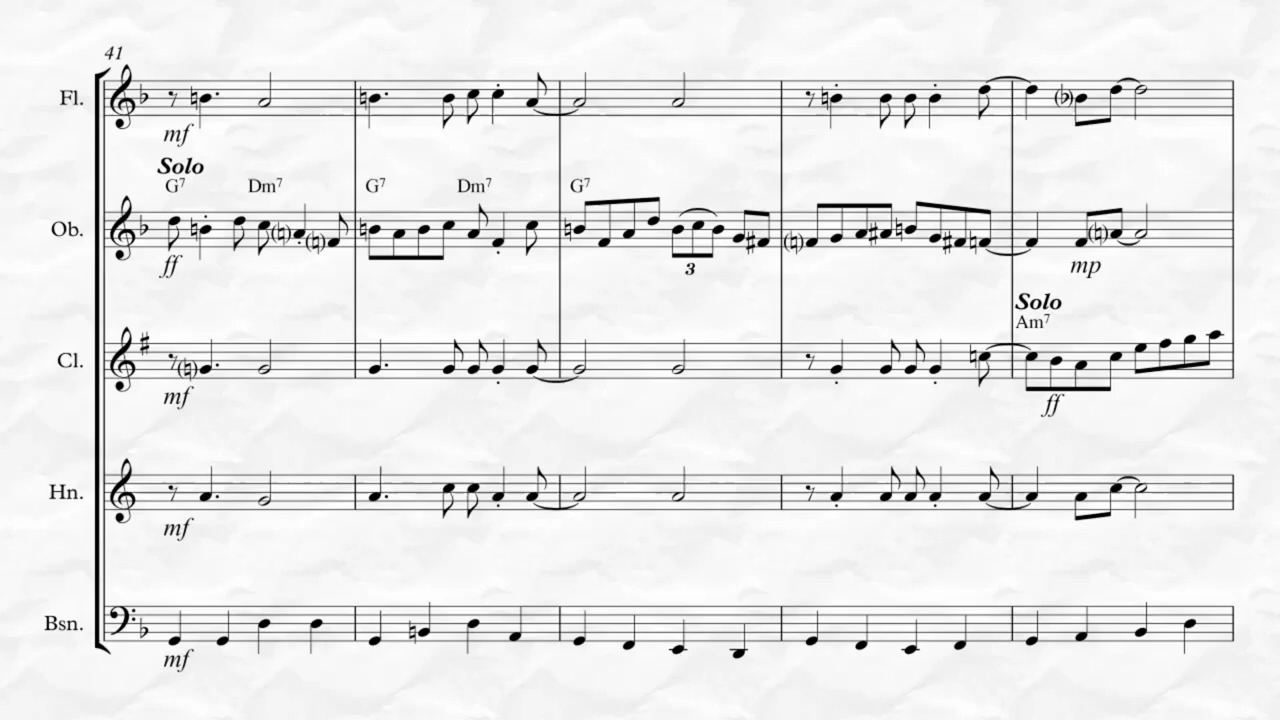 41
Fl.
mf
Solo
G7 Dm7 G7 Dm7 G7
Ob.
ff
3
mp
Solo
Am7
Cl.
mf
ff
Hn.
mf
Bsn.
mf